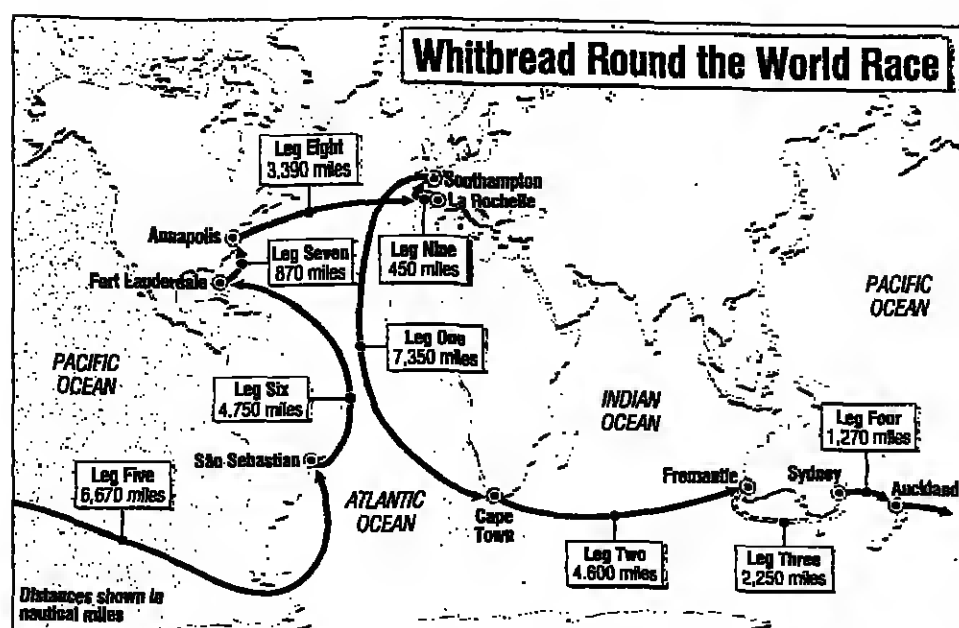 Whitbread Round the World Race
Leg Eight
3,390 miles
Southampton
La Rochelle
Annapolis
Leg Seven
870 miles
Leg Nine
450 miles
Fort Lauderdale
PACIFIC
OCEAN
Leg One
7,350 miles
PACIFIC
OCEAN
Leg Six
4,750 miles
INDIAN
OCEAN
Leg Four
1,270 miles
São Sebastian
Leg Five
6,670 miles
ATLANTIC
OCEAN
Fremantle
Sydney
Auckland
Cape
Town
Leg Two
4,600 miles
Leg Three
2,250 miles
Distances shown in
nautical miles